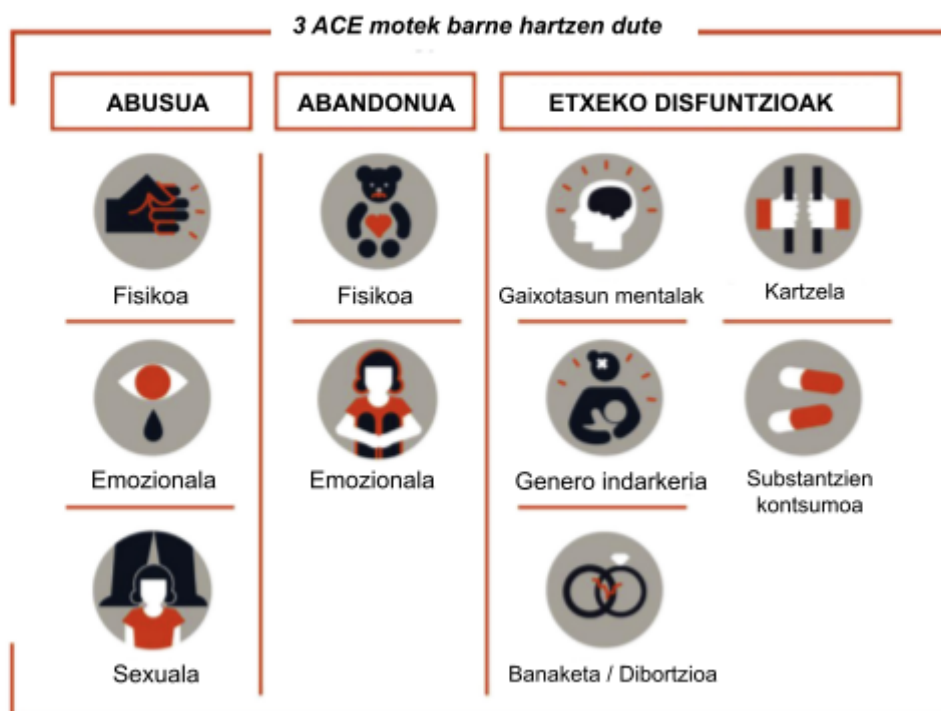 3 ACE motek barne hartzen dute
ABUSUA
ABANDONUA
ETXEKO DISFUNTZIOAK
Fisikoa
Fisikoa
Gaixotasun mentalak
Kartzela
Emozionala
Emozionala
Genero indarkeria
Substantzien
kontsumoa
Sexuala
Banaketa / Dibortzioa